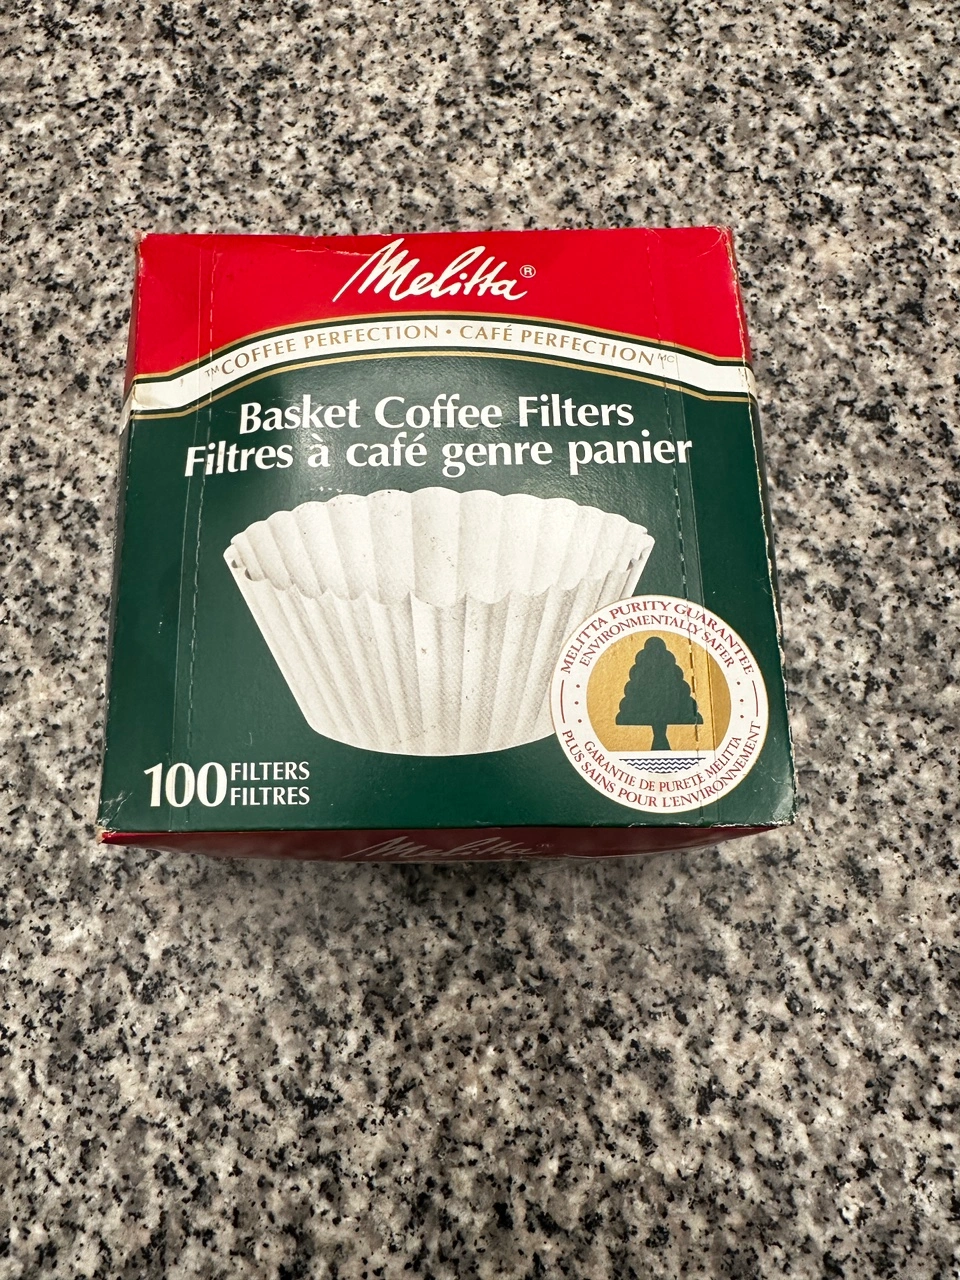 Melitta®
™COFFEE PERFECTION · CAFÉ PERFECTION MC
Basket Coffee Filters
Filtres à café genre panier
MELITTA PURITY GUARANTEE
ENVIRONMENTALLY SAFER
GARANTIE DE PURETÉ MELITTA
PLUS SAINS POUR L'ENVIRONNEMENT
100 FILTERS
FILTRES
Melitta®